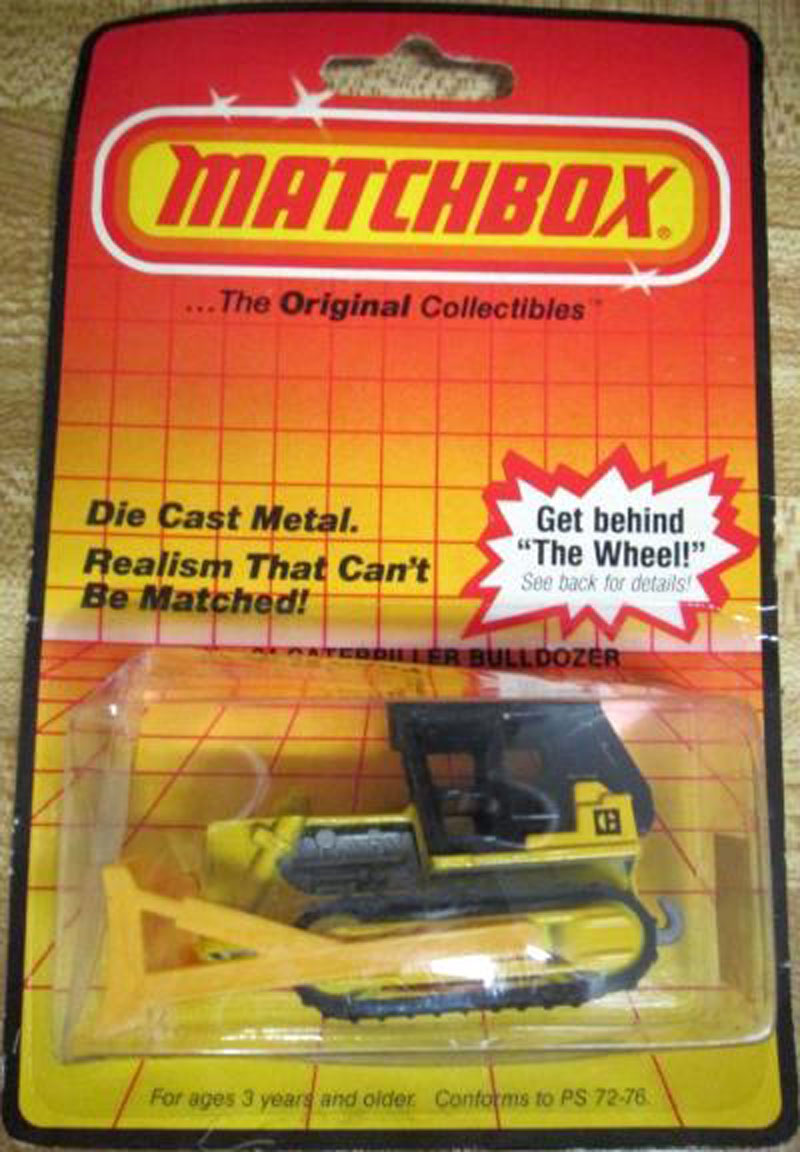 MATCHBOX®
...The Original Collectibles™
Die Cast Metal.
Realism That Can't
Be Matched!
Get behind
"The Wheel!"
See back for details!
CATERPILLER BULLDOZER
C
For ages 3 years and older. Conforms to PS 72-76.